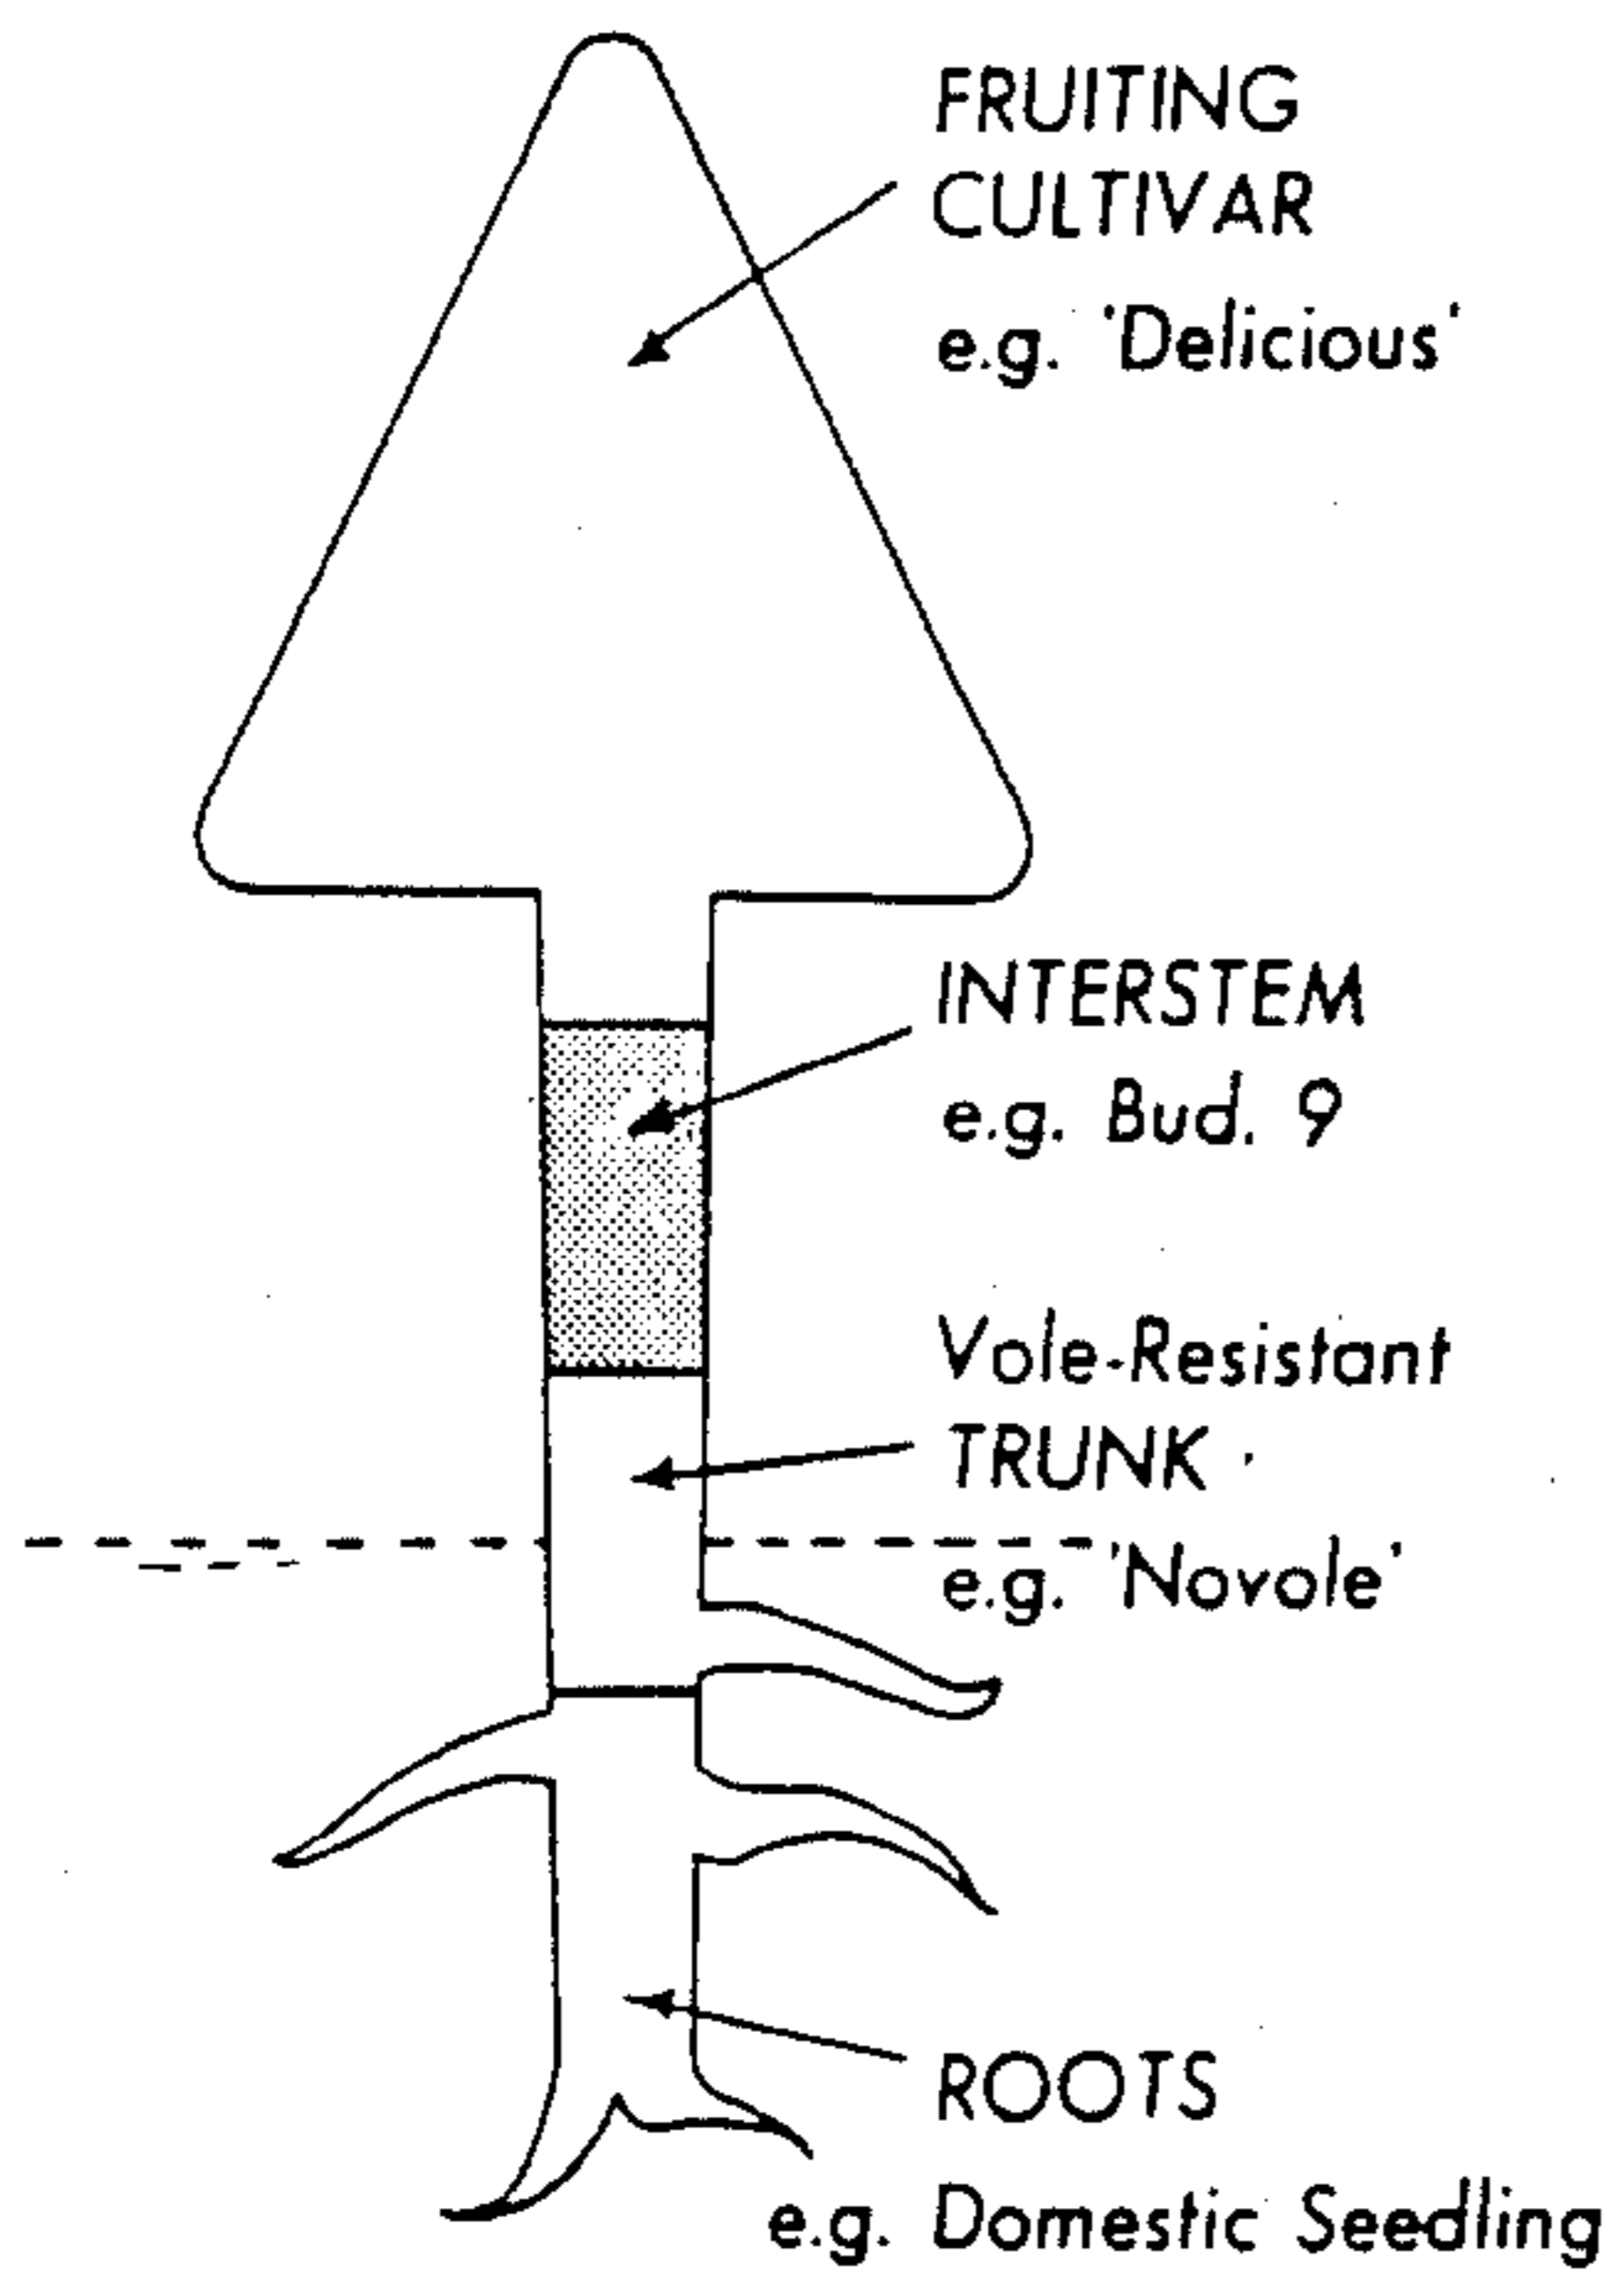 FRUITING
CULTIVAR
e.g. 'Delicious'
INTERSTEM
e.g. Bud. 9
Vole-Resistant
TRUNK
e.g. 'Novole'
ROOTS
e.g. Domestic Seedling